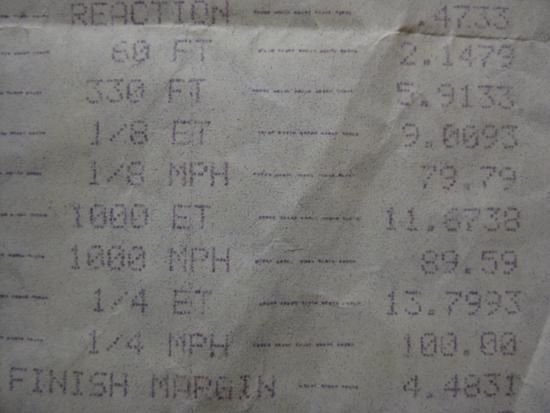 ---- REACTION ---- .4733
--- 60 FT ---- 2.1479
--- 330 FT ---- 5.9133
--- 1/8 ET ---- 9.0093
--- 1/8 MPH ---- 79.79
--- 1000 ET ---- 11.6738
--- 1000 MPH ---- 89.59
--- 1/4 ET ---- 13.7993
--- 1/4 MPH ---- 100.00
FINISH MARGIN --- 4.4831